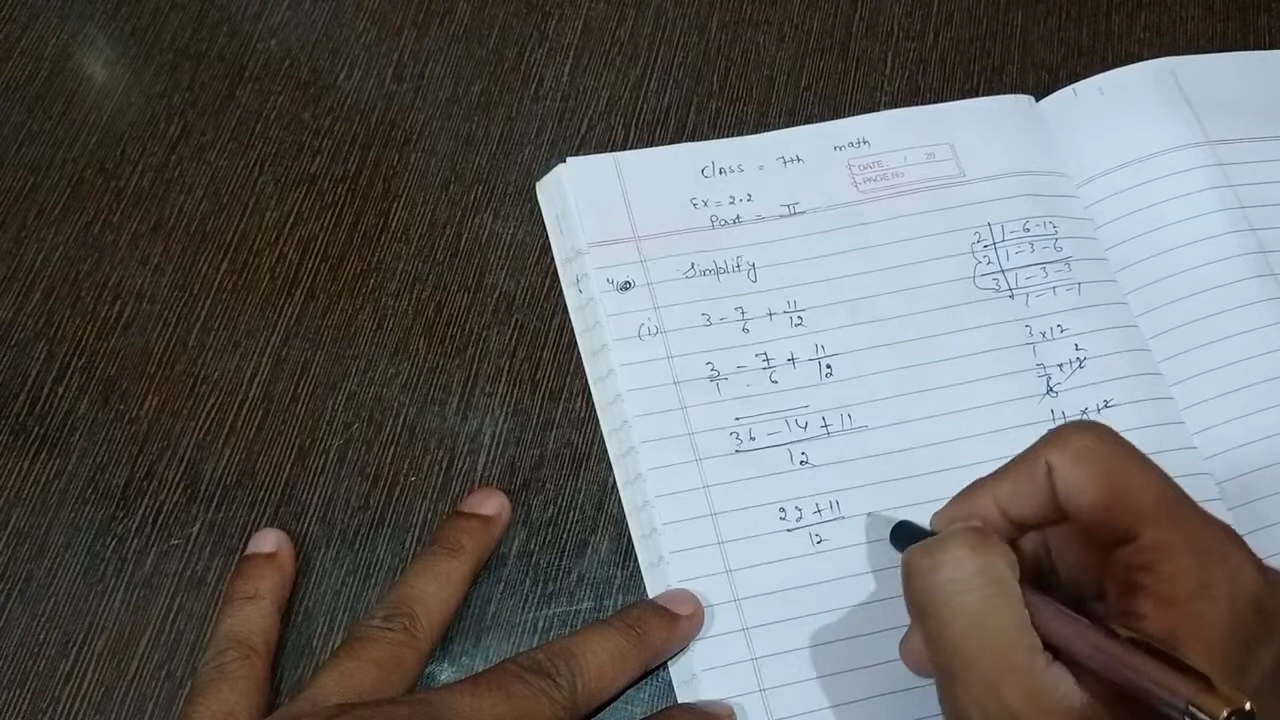 Class = 7th math
DATE: / 20
PAGE NO
Ex = 2.2
Part = II
Simplify
(i) 3 - 7/6 + 11/12
3/1 - 7/6 + 11/12
36 - 14 + 11
12
22 + 11
12
2 | 1 - 6 - 12
2 | 1 - 3 - 6
3 | 1 - 3 - 3
1 - 1 - 1
3/1 × 12
7/6 × 12 2
11 × 12